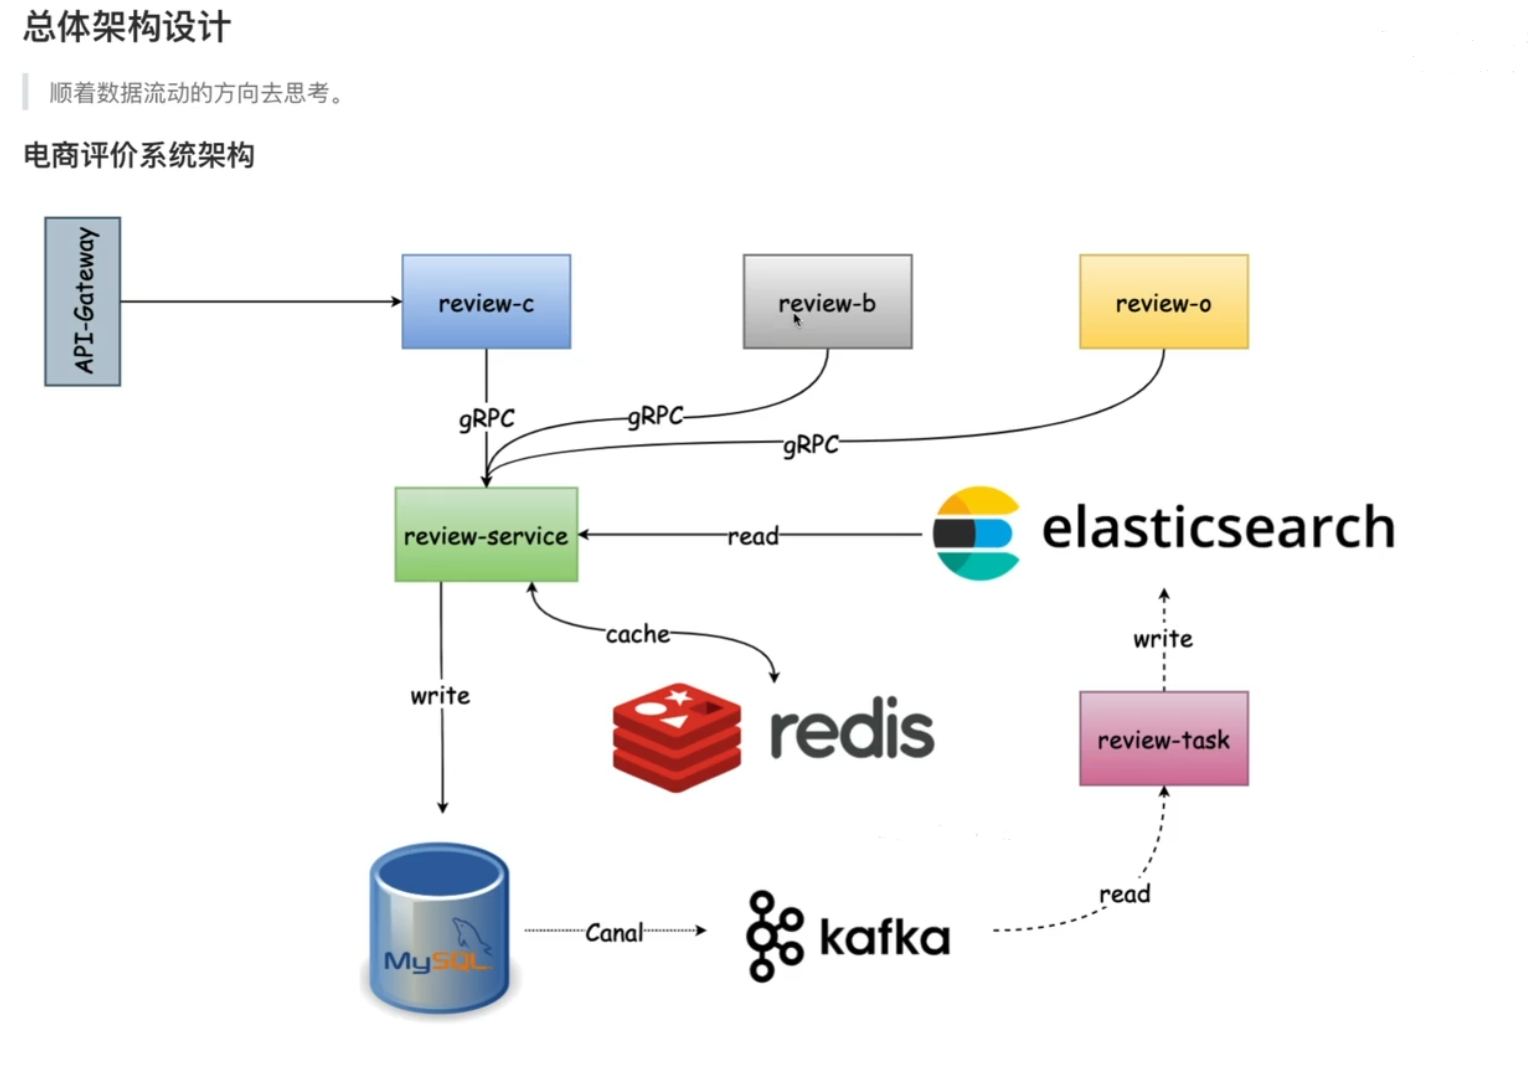 总体架构设计
顺着数据流动的方向去思考。
电商评价系统架构
API-Gateway
review-c
review-b
review-o
gRPC
gRPC
gRPC
review-service
read
elasticsearch
cache
write
write
redis
review-task
read
MySQL
Canal
kafka